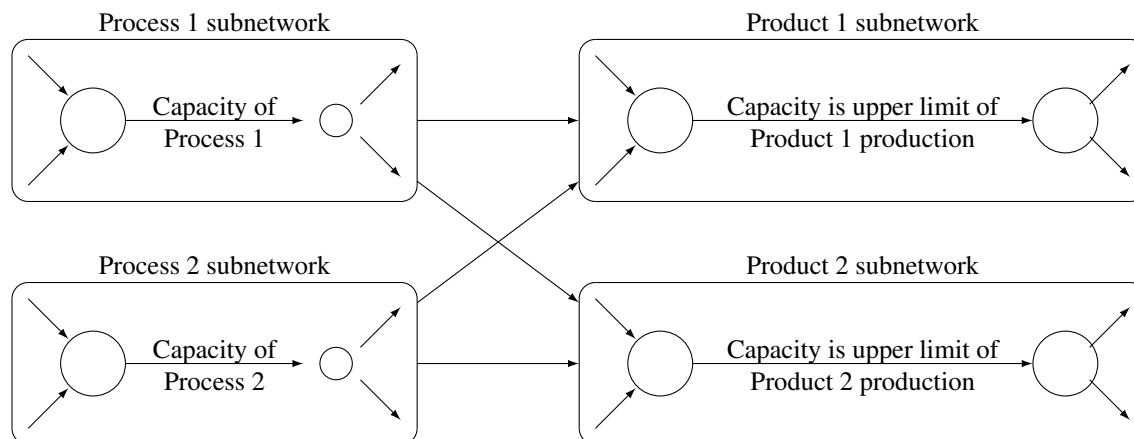 Process 1 subnetwork
Product 1 subnetwork
Capacity of
Process 1
Capacity is upper limit of
Product 1 production
Process 2 subnetwork
Product 2 subnetwork
Capacity of
Process 2
Capacity is upper limit of
Product 2 production